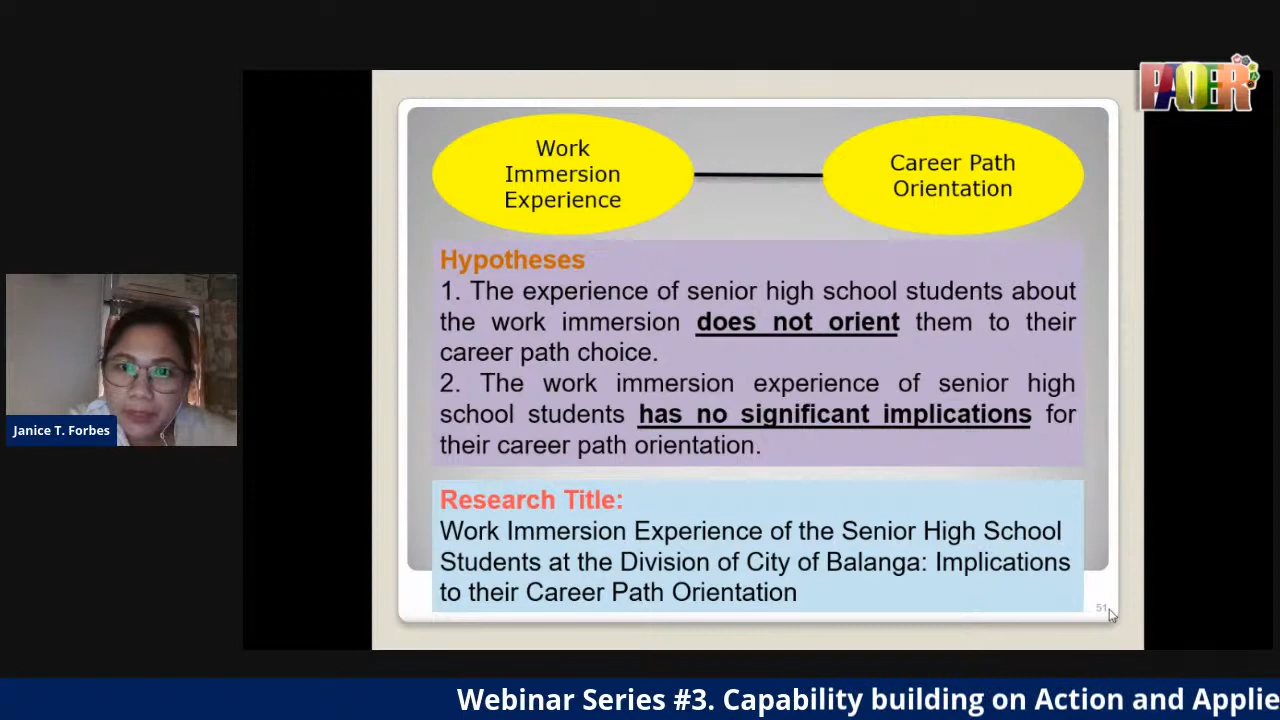 PAOER
Work
Immersion
Experience
Career Path
Orientation
Hypotheses
1. The experience of senior high school students about
the work immersion does not orient them to their
career path choice.
2. The work immersion experience of senior high
school students has no significant implications for
their career path orientation.
Research Title:
Work Immersion Experience of the Senior High School
Students at the Division of City of Balanga: Implications
to their Career Path Orientation
51
Janice T. Forbes
Webinar Series #3. Capability building on Action and Applie